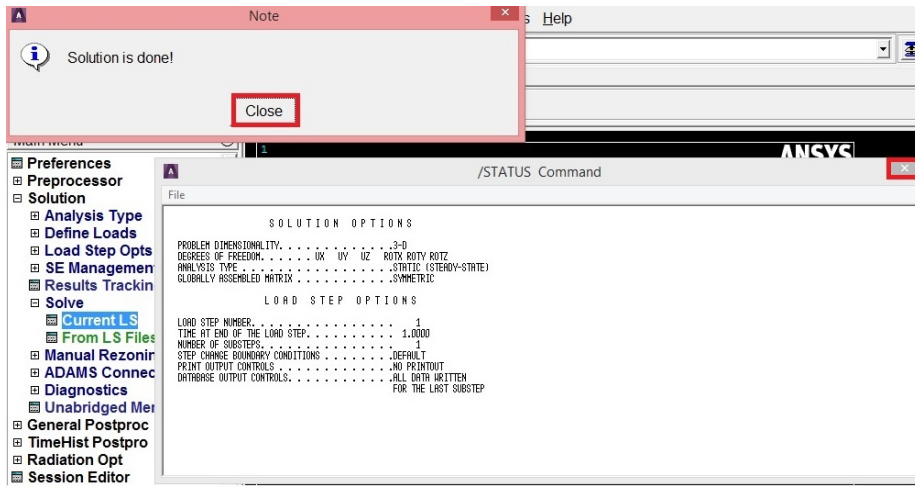 Note
s Help
Solution is done!
Close
Main Menu
1
ANSYS
Preferences
Preprocessor
Solution
Analysis Type
Define Loads
Load Step Opts
SE Managemen
Results Trackin
Solve
Current LS
From LS Files
Manual Rezonin
ADAMS Connec
Diagnostics
Unabridged Mer
General Postproc
TimeHist Postpro
Radiation Opt
Session Editor
/STATUS Command
File
SOLUTION OPTIONS
PROBLEM DIMENSIONALITY. . . . . . . . . . . . .3-D
DEGREES OF FREEDOM. . . . . . UX UY UZ ROTX ROTY ROTZ
ANALYSIS TYPE . . . . . . . . . . . . . . . . .STATIC (STEADY-STATE)
GLOBALLY ASSEMBLED MATRIX . . . . . . . . . . .SYMMETRIC
LOAD STEP OPTIONS
LOAD STEP NUMBER. . . . . . . . . . . . . . . . 1
TIME AT END OF THE LOAD STEP. . . . . . . . . . 1.0000
NUMBER OF SUBSTEPS. . . . . . . . . . . . . . . 1
STEP CHANGE BOUNDARY CONDITIONS . . . . . . . .DEFAULT
PRINT OUTPUT CONTROLS . . . . . . . . . . . . .NO PRINTOUT
DATABASE OUTPUT CONTROLS. . . . . . . . . . . .ALL DATA WRITTEN
FOR THE LAST SUBSTEP